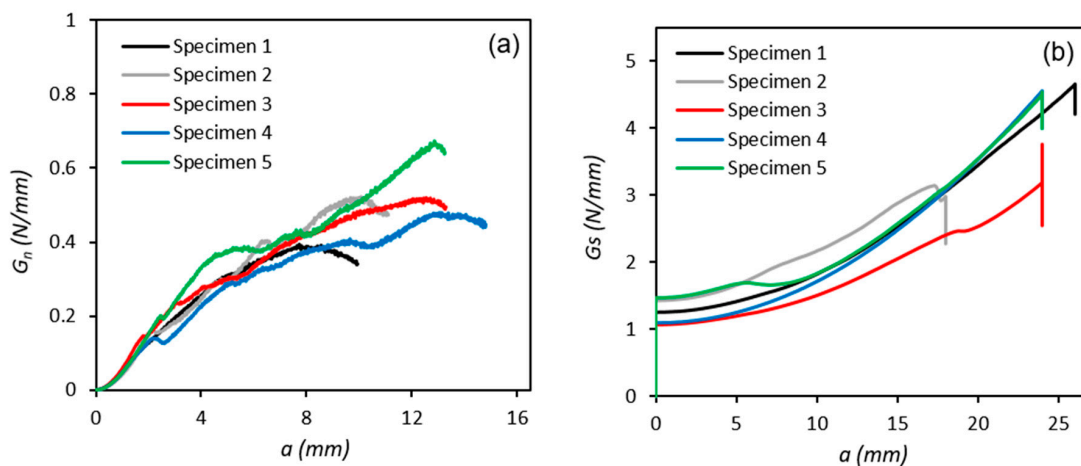 (a)
1
0.8
0.6
0.4
0.2
0
Gn (N/mm)
Specimen 1
Specimen 2
Specimen 3
Specimen 4
Specimen 5
0 4 8 12 16
a (mm)
(b)
5
4
3
2
1
0
Gs (N/mm)
Specimen 1
Specimen 2
Specimen 3
Specimen 4
Specimen 5
0 5 10 15 20 25
a (mm)